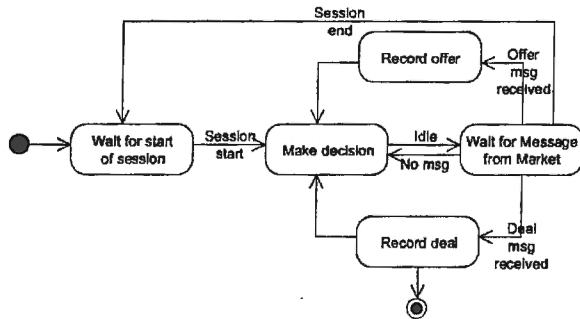 Session
end
Record offer
Offer
msg
received
Wait for start
of session
Session
start
Make decision
Idle
No msg
Wait for Message
from Market
Record deal
Deal
msg
received